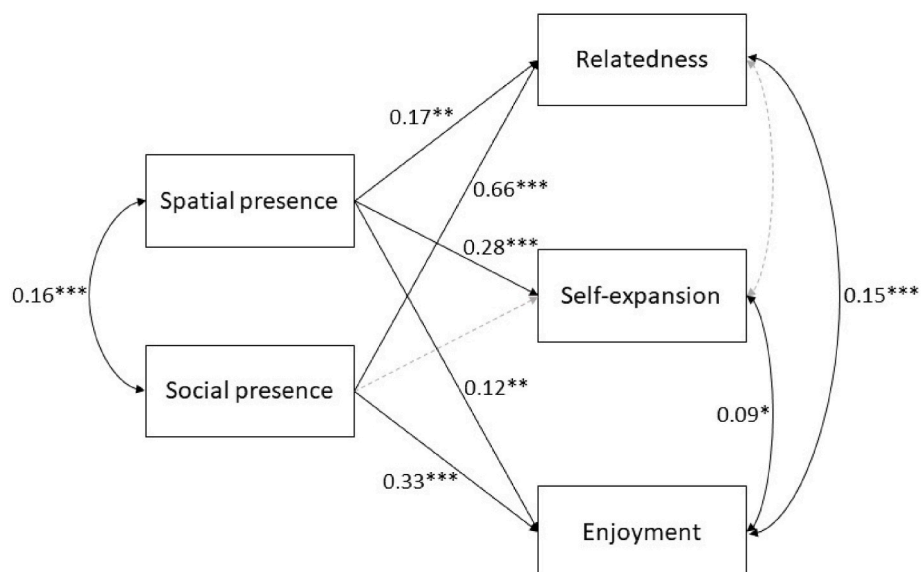 Relatedness
0.17**
Spatial presence
0.66***
0.28***
0.16***
Self-expansion
0.15***
Social presence
0.12**
0.09*
0.33***
Enjoyment